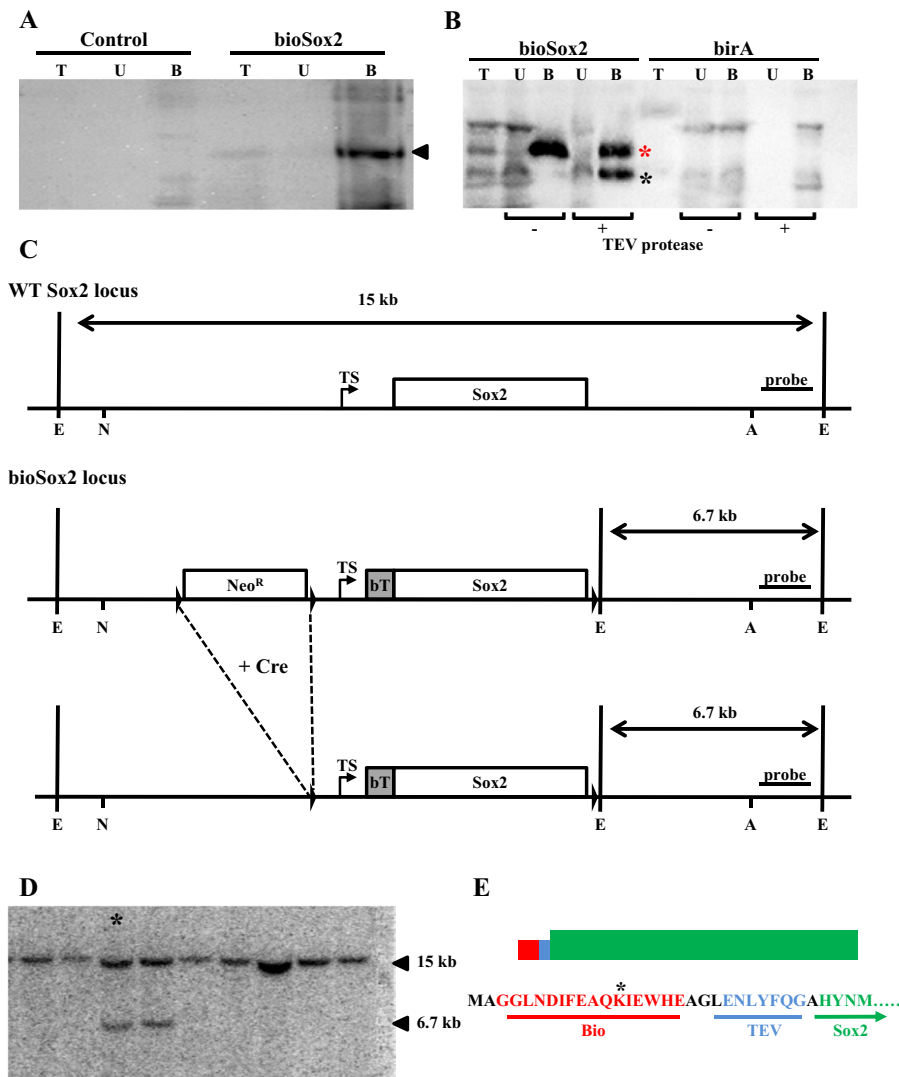 A
Control bioSox2
T U B T U B
B
bioSox2 birA
T U B U B T U B U B
*
*
- + - +
TEV protease
C
WT Sox2 locus
15 kb
TS
Sox2
probe
E N A E
bioSox2 locus
6.7 kb
NeoR TS bT Sox2 probe
E N E A E
+ Cre
6.7 kb
TS bT Sox2 probe
E N E A E
D
*
15 kb
6.7 kb
E
*
MAGGLNDIFEAQKIEWHEAGLENLYFQGAHYNM.....
Bio TEV Sox2